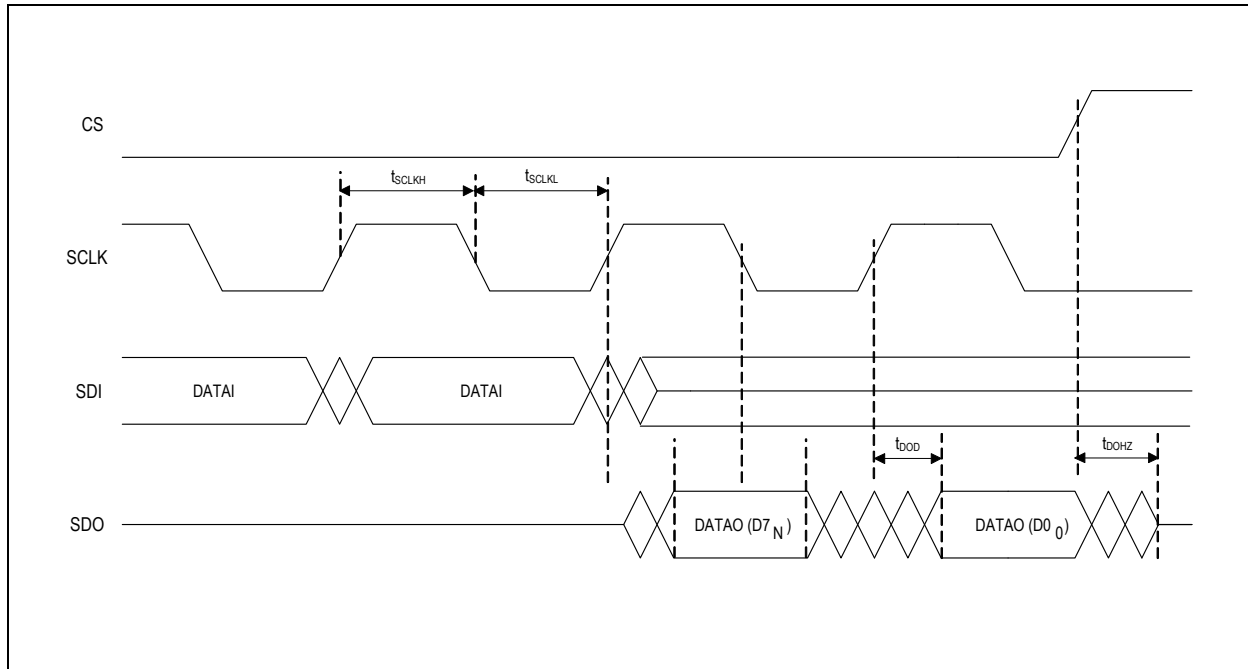 CS
tSCLKH
tSCLKL
SCLK
SDI
DATAI
DATAI
tDOD
tDOHZ
SDO
DATAO (D7N)
DATAO (D00)